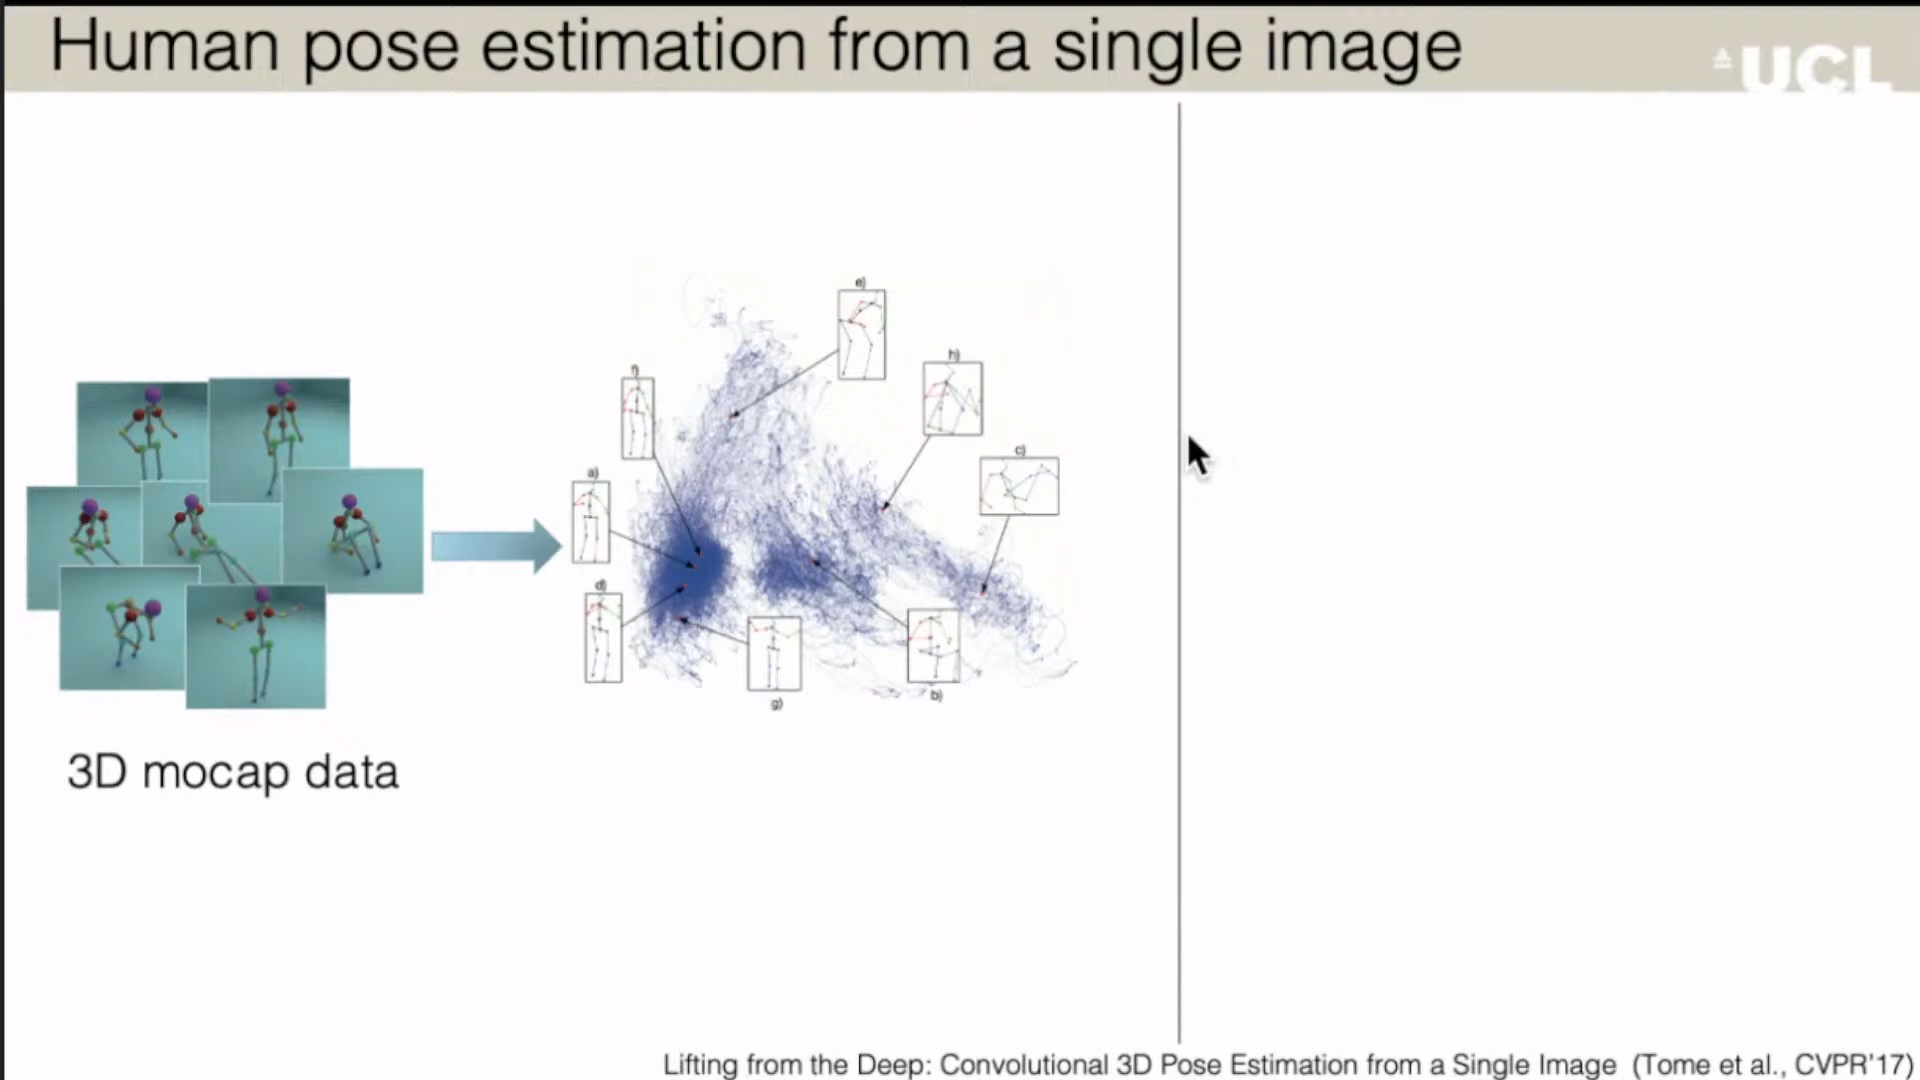 Human pose estimation from a single image
UCL
e)
h)
f)
c)
a)
d)
b)
g)
3D mocap data
Lifting from the Deep: Convolutional 3D Pose Estimation from a Single Image (Tome et al., CVPR'17)